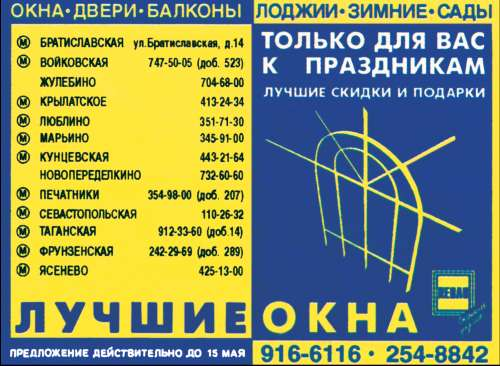 ОКНА·ДВЕРИ·БАЛКОНЫ
М БРАТИСЛАВСКАЯ ул.Братиславская, д.14
М ВОЙКОВСКАЯ 747-50-05 (доб. 523)
ЖУЛЕБИНО 704-68-00
М КРЫЛАТСКОЕ 413-24-34
М ЛЮБЛИНО 351-71-30
М МАРЬИНО 345-91-00
М КУНЦЕВСКАЯ 443-21-64
НОВОПЕРЕДЕЛКИНО 732-60-60
М ПЕЧАТНИКИ 354-98-00 (доб. 207)
М СЕВАСТОПОЛЬСКАЯ 110-26-32
М ТАГАНСКАЯ 912-33-60 (доб.14)
М ФРУНЗЕНСКАЯ 242-29-69 (доб. 289)
М ЯСЕНЕВО 425-13-00
ЛОДЖИИ·ЗИМНИЕ·САДЫ
ТОЛЬКО ДЛЯ ВАС
К ПРАЗДНИКАМ
ЛУЧШИЕ СКИДКИ И ПОДАРКИ
ЛУЧШИЕ ОКНА
ПРЕДЛОЖЕНИЕ ДЕЙСТВИТЕЛЬНО ДО 15 МАЯ
916-6116 · 254-8842